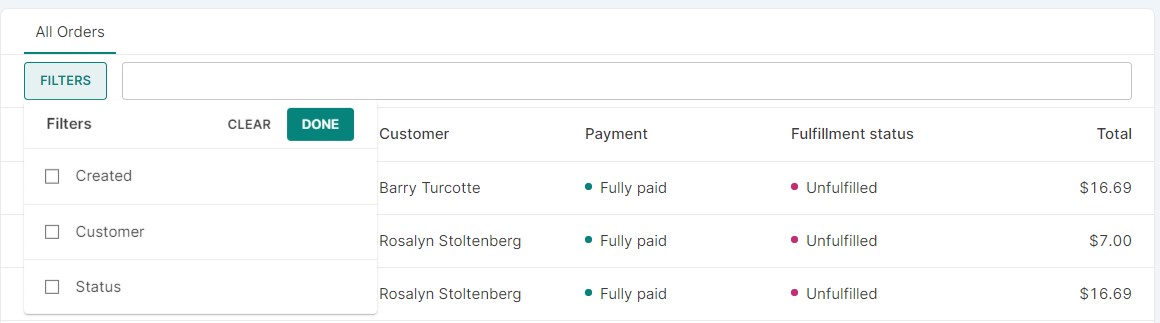 All Orders
FILTERS
Filters CLEAR DONE
Customer Payment Fulfillment status Total
Created
Barry Turcotte Fully paid Unfulfilled $16.69
Customer
Rosalyn Stoltenberg Fully paid Unfulfilled $7.00
Status
Rosalyn Stoltenberg Fully paid Unfulfilled $16.69